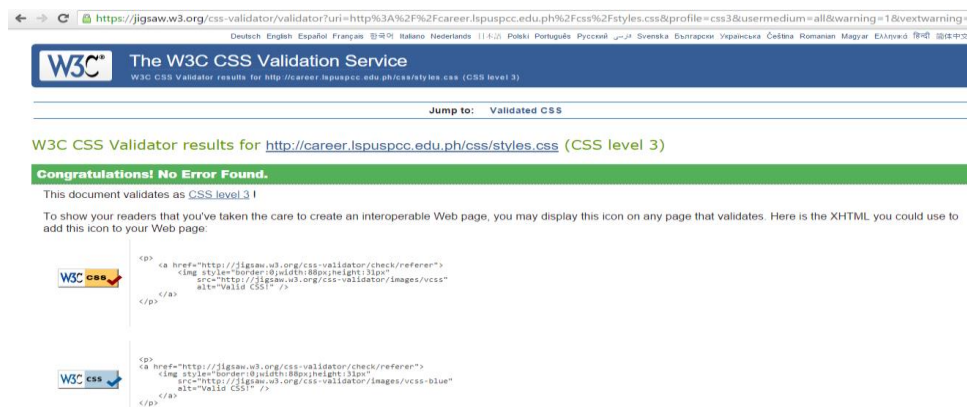 https://jigsaw.w3.org/css-validator/validator?uri=http%3A%2F%2Fcareer.lspuspcc.edu.ph%2Fcss%2Fstyles.css&profile=css3&usermedium=all&warning=1&vextwarning=
Deutsch English Español Français 한국어 Italiano Nederlands 日本語 Polski Português Русский فارسی Svenska Български Українська Čeština Romanian Magyar Ελληνικά हिन्दी 简体中文
W3C® The W3C CSS Validation Service
W3C CSS Validator results for http://career.lspuspcc.edu.ph/css/styles.css (CSS level 3)
Jump to: Validated CSS
W3C CSS Validator results for http://career.lspuspcc.edu.ph/css/styles.css (CSS level 3)
Congratulations! No Error Found.
This document validates as CSS level 3 !
To show your readers that you've taken the care to create an interoperable Web page, you may display this icon on any page that validates. Here is the XHTML you could use to
add this icon to your Web page:
W3C css
<p>
<a href="http://jigsaw.w3.org/css-validator/check/referer">
<img style="border:0;width:88px;height:31px"
src="http://jigsaw.w3.org/css-validator/images/vcss"
alt="Valid CSS!" />
</a>
</p>
W3C css
<p>
<a href="http://jigsaw.w3.org/css-validator/check/referer">
<img style="border:0;width:88px;height:31px"
src="http://jigsaw.w3.org/css-validator/images/vcss-blue"
alt="Valid CSS!" />
</a>
</p>